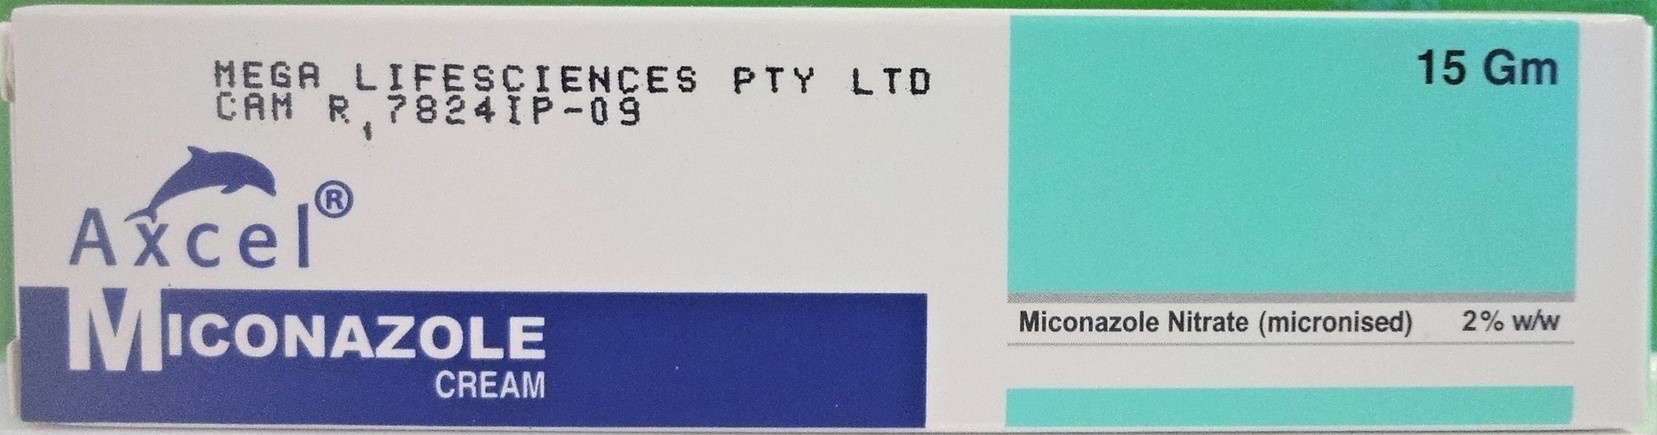 MEGA LIFESCIENCES PTY LTD
CAM R, 7824IP-09
Axcel®
MICONAZOLE
CREAM
15 Gm
Miconazole Nitrate (micronised) 2% w/w